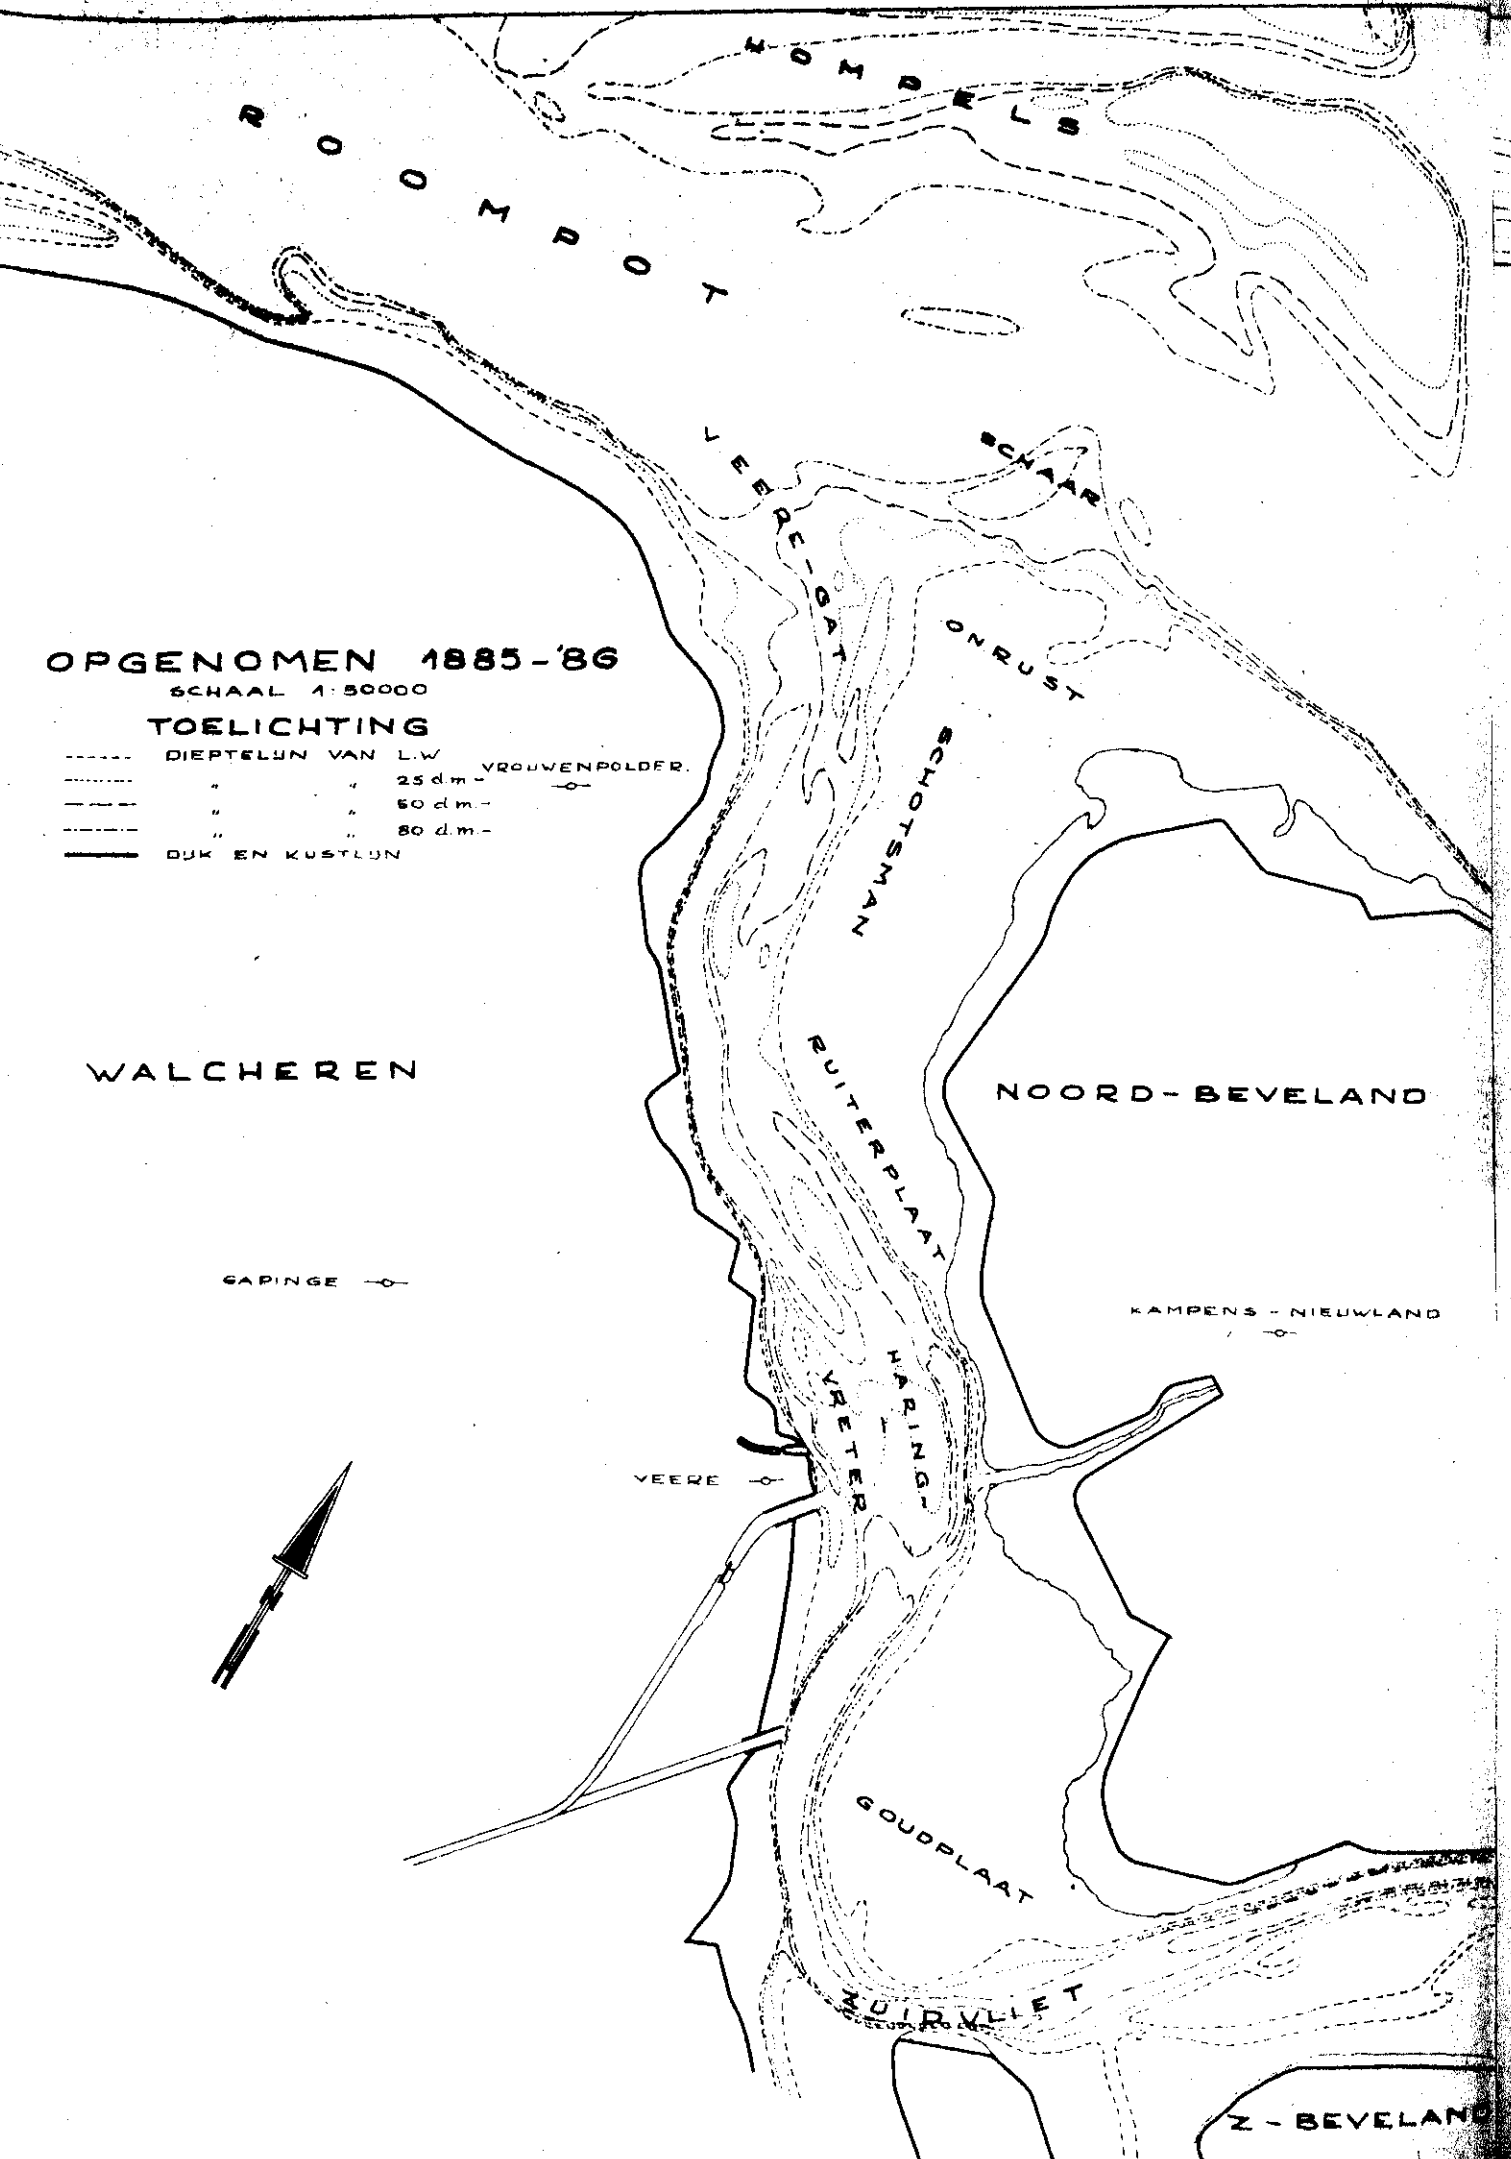 HOMPELS
ROOMPOT
VEERE-GAT
SCHAAR
ONRUST
OPGENOMEN 1885-'86
SCHAAL 1:50000
TOELICHTING
DIEPTELIJN VAN L.W
" " 25 d.m-
" " 50 d.m.-
" " 80 d.m.-
DIJK EN KUSTLIJN
VROUWENPOLDER.
SCHOTSMAN
WALCHEREN
RUITERPLAAT
NOORD-BEVELAND
GAPINGE
KAMPENS-NIEUWLAND
HARING-
VRETER
VEERE
N
GOUDPLAAT
ZUIDVLIET
Z-BEVELAND